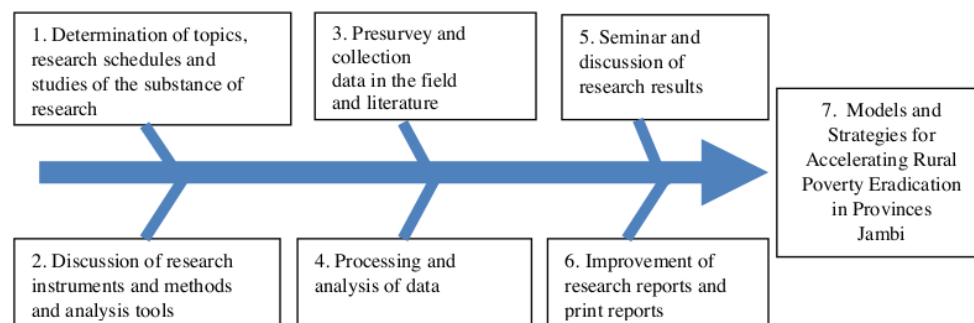 1. Determination of topics,
research schedules and
studies of the substance of
research
2. Discussion of research
instruments and methods
and analysis tools
3. Presurvey and
collection
data in the field
and literature
4. Processing and
analysis of data
5. Seminar and
discussion of
research results
6. Improvement of
research reports and
print reports
7. Models and
Strategies for
Accelerating Rural
Poverty Eradication
in Provinces
Jambi